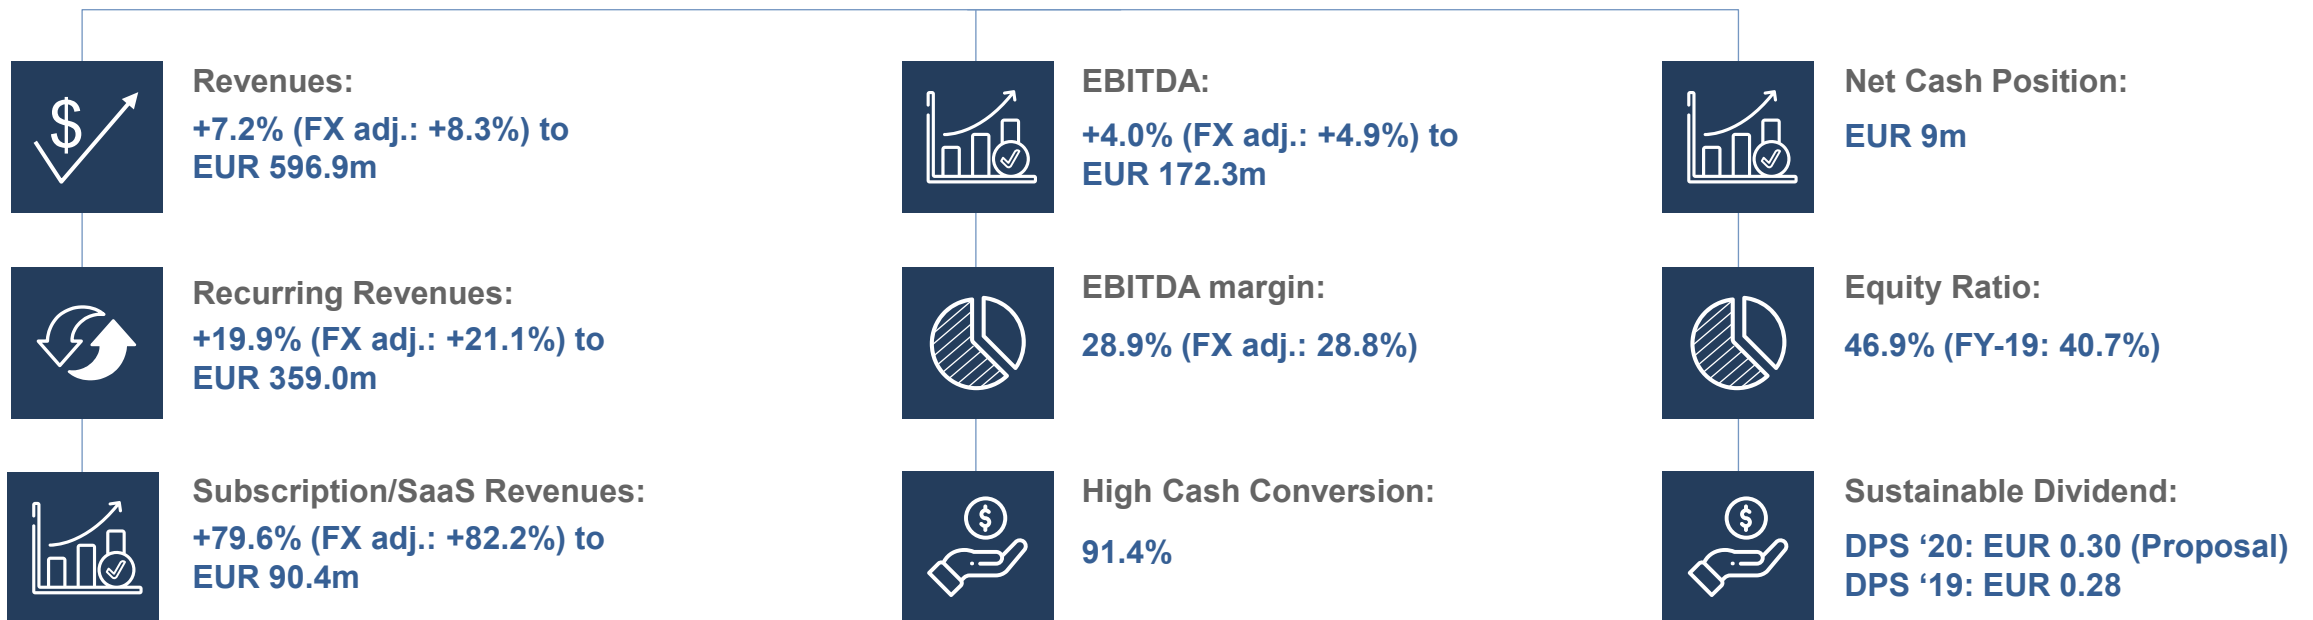 Revenues:
+7.2% (FX adj.: +8.3%) to
EUR 596.9m
Recurring Revenues:
+19.9% (FX adj.: +21.1%) to
EUR 359.0m
Subscription/SaaS Revenues:
+79.6% (FX adj.: +82.2%) to
EUR 90.4m
EBITDA:
+4.0% (FX adj.: +4.9%) to
EUR 172.3m
EBITDA margin:
28.9% (FX adj.: 28.8%)
High Cash Conversion:
91.4%
Net Cash Position:
EUR 9m
Equity Ratio:
46.9% (FY-19: 40.7%)
Sustainable Dividend:
DPS ‘20: EUR 0.30 (Proposal)
DPS ‘19: EUR 0.28